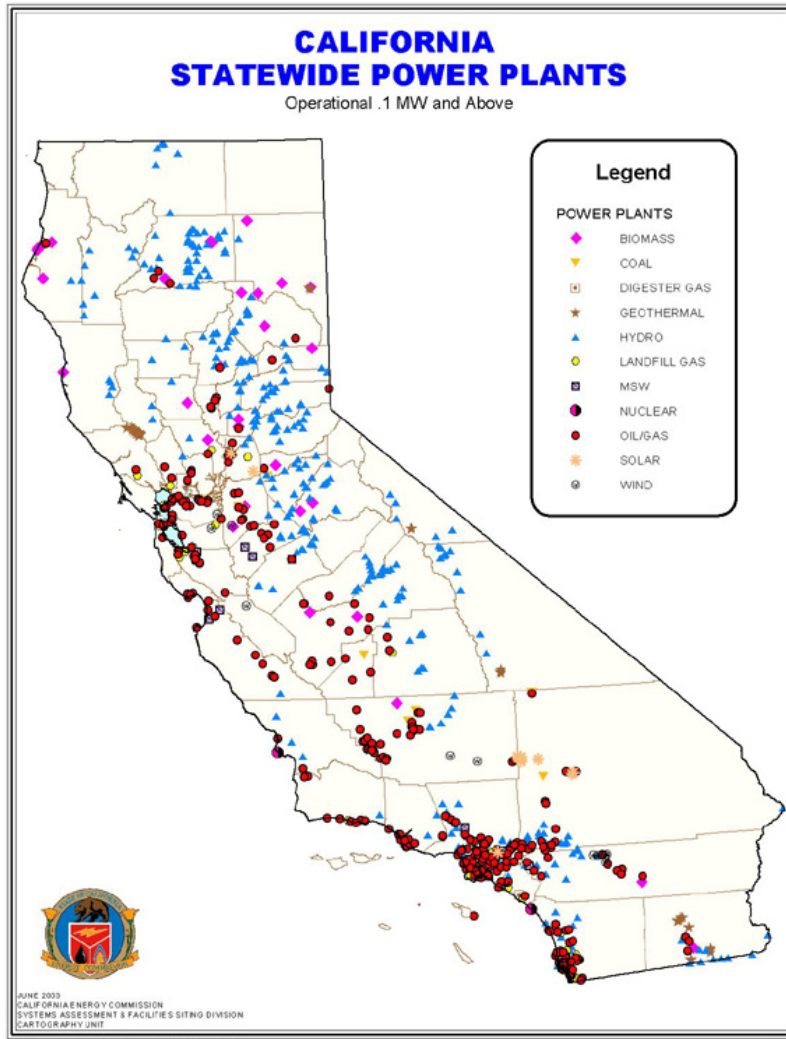 CALIFORNIA
STATEWIDE POWER PLANTS
Operational .1 MW and Above
Legend
POWER PLANTS
BIOMASS
COAL
DIGESTER GAS
GEOTHERMAL
HYDRO
LANDFILL GAS
MSW
NUCLEAR
OIL/GAS
SOLAR
WIND
JUNE 2003
CALIFORNIA ENERGY COMMISSION
SYSTEMS ASSESSMENT & FACILITIES SITING DIVISION
CARTOGRAPHY UNIT